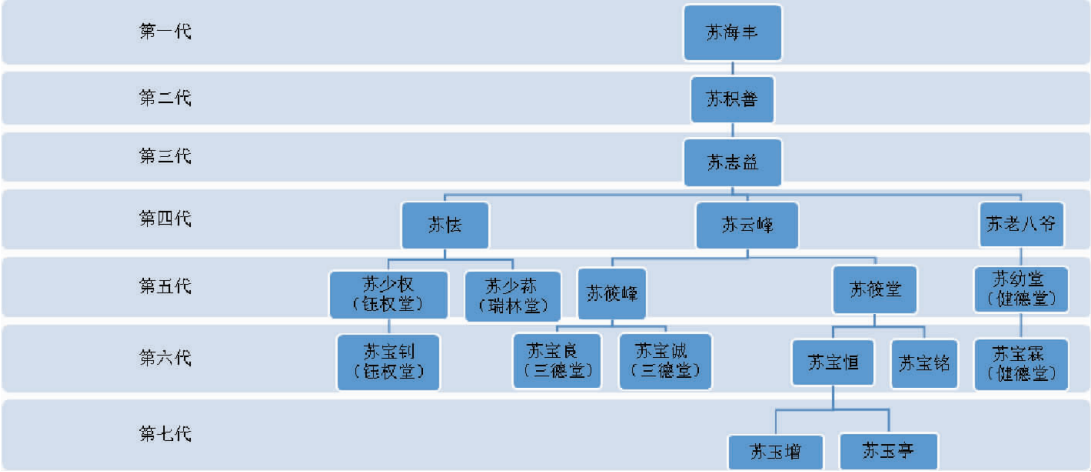 第一代
苏海丰
第二代
苏积善
第三代
苏志益
第四代
苏怯
苏云峰
苏老八爷
第五代
苏少权
（钰权堂）
苏少荪
（瑞林堂）
苏筱峰
苏筱堂
苏幼堂
（健德堂）
第六代
苏宝钊
（钰权堂）
苏宝良
（三德堂）
苏宝诚
（三德堂）
苏宝恒
苏宝铭
苏宝霖
（健德堂）
第七代
苏玉增
苏玉亭